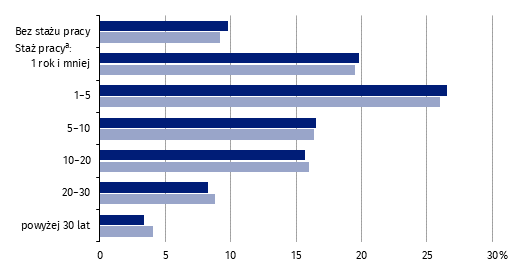 Bez stażu pracy
Staż pracyª:
1 rok i mniej
1–5
5–10
10–20
20–30
powyżej 30 lat
0 5 10 15 20 25 30%